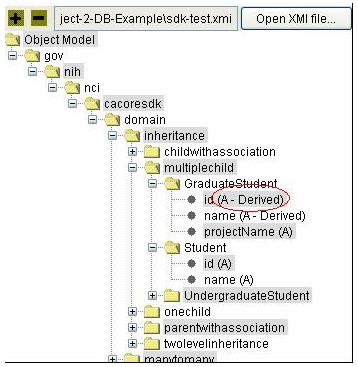 ject-2-DB-Example\sdk-test.xmi Open XMI file...
Object Model
gov
nih
nci
cacoresdk
domain
inheritance
childwithassociation
multiplechild
GraduateStudent
id (A - Derived)
name (A - Derived)
projectName (A)
Student
id (A)
name (A)
UndergraduateStudent
onechild
parentwithassociation
twolevelinheritance
manytomany